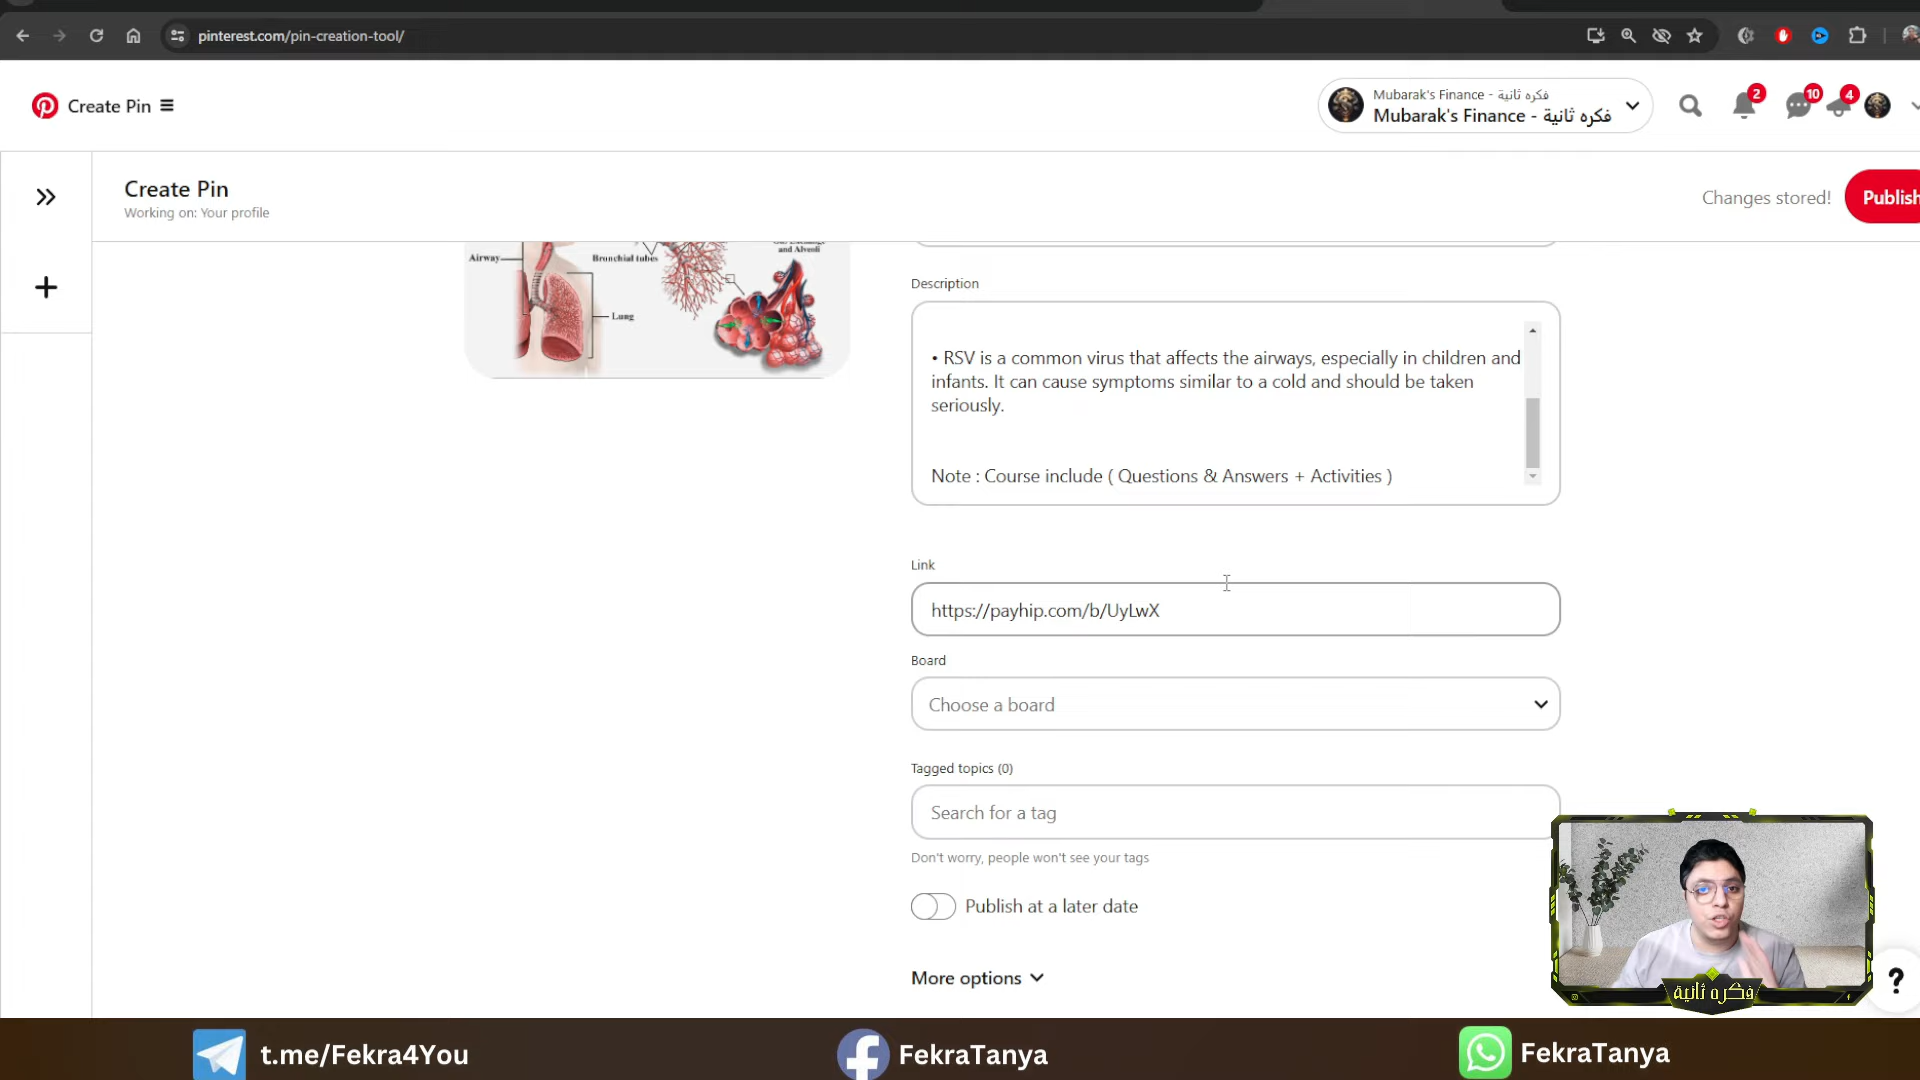 pinterest.com/pin-creation-tool/
Create Pin
Mubarak's Finance - فكره ثانية
Mubarak's Finance - فكره ثانية
2
10
4
Create Pin
Working on: Your profile
Changes stored!
Publish
and Alveoli
Airway
Bronchial tubes
Lung
Description
• RSV is a common virus that affects the airways, especially in children and
infants. It can cause symptoms similar to a cold and should be taken
seriously.
Note : Course include ( Questions & Answers + Activities )
Link
https://payhip.com/b/UyLwX
Board
Choose a board
Tagged topics (0)
Search for a tag
Don't worry, people won't see your tags
Publish at a later date
More options
?
فكره ثانية
t.me/Fekra4You
FekraTanya
FekraTanya